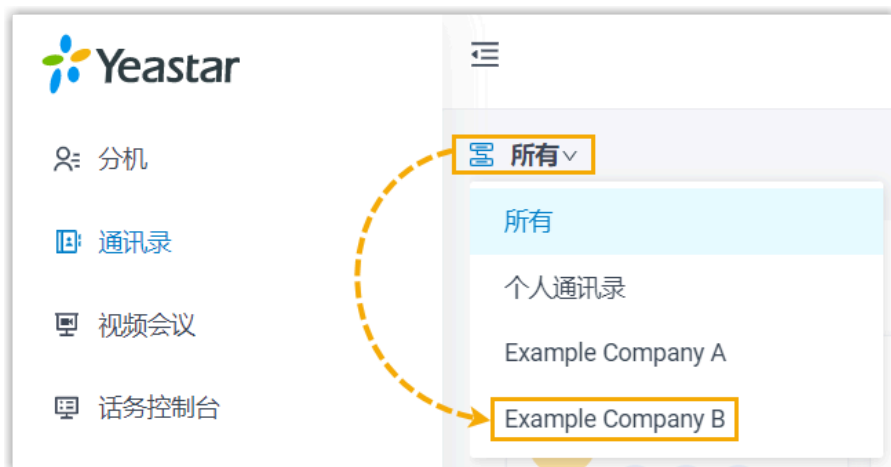 Yeastar
分机
通讯录
视频会议
话务控制台
所有
所有
个人通讯录
Example Company A
Example Company B